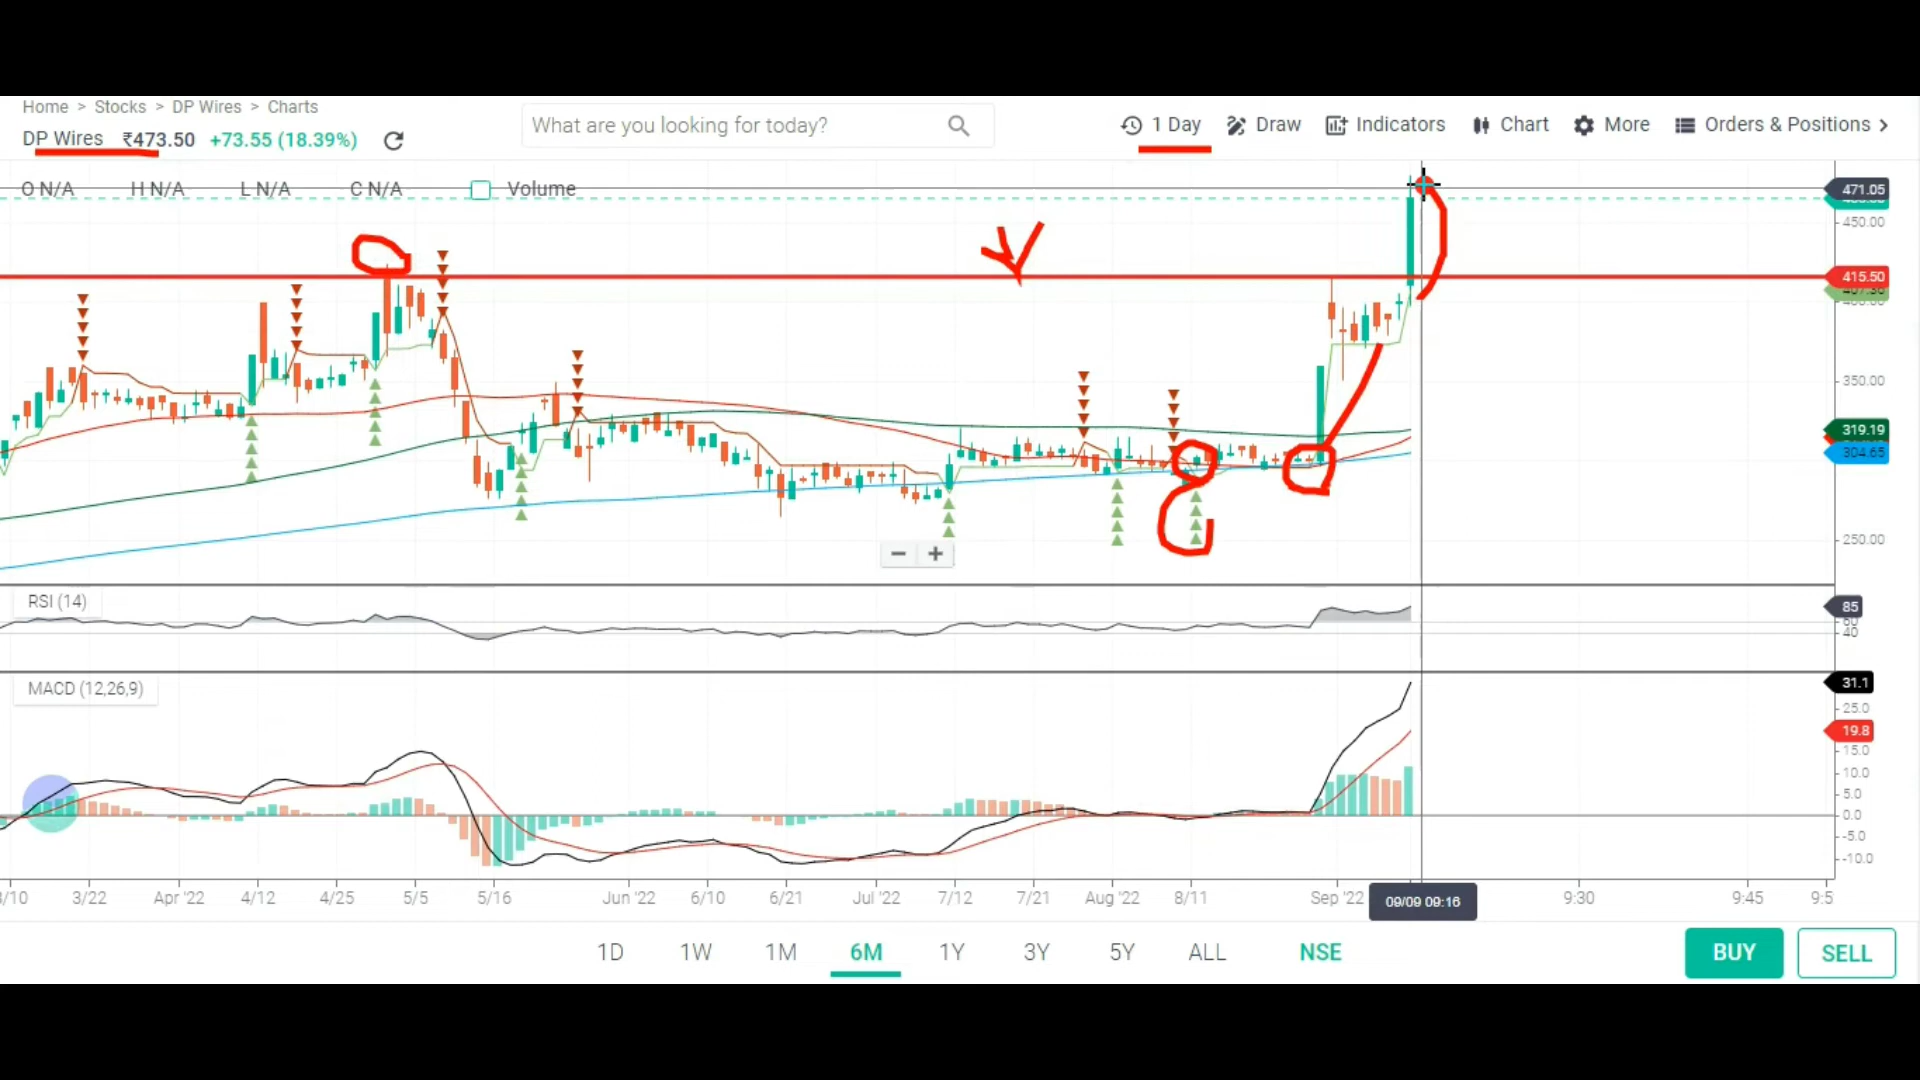 Home > Stocks > DP Wires > Charts
DP Wires ₹473.50 +73.55 (18.39%)
What are you looking for today?
1 Day Draw Indicators Chart More Orders & Positions >
O N/A H N/A L N/A C N/A Volume
471.05
450.00
415.50
350.00
319.19
304.65
250.00
− +
RSI (14)
85
40
MACD (12,26,9)
31.1
25.0
19.8
15.0
10.0
5.0
0.0
-5.0
-10.0
3/10 3/22 Apr '22 4/12 4/25 5/5 5/16 Jun '22 6/10 6/21 Jul '22 7/12 7/21 Aug '22 8/11 Sep '22 09/09 09:16 9:30 9:45 9:5
1D 1W 1M 6M 1Y 3Y 5Y ALL NSE
BUY SELL